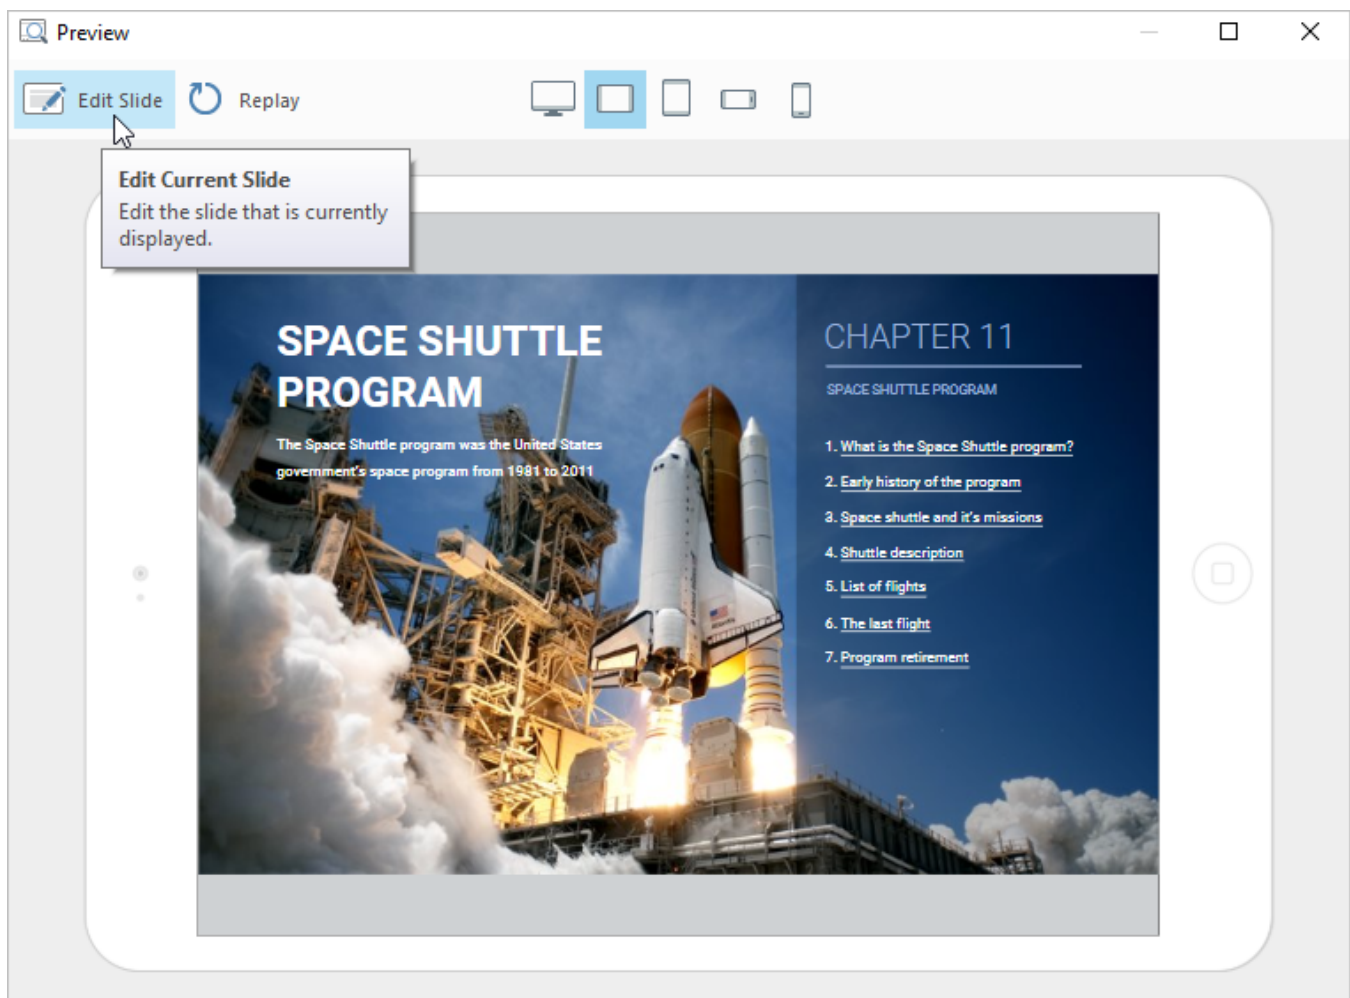 Preview
Edit Slide
Replay
Edit Current Slide
Edit the slide that is currently
displayed.
SPACE SHUTTLE
PROGRAM
The Space Shuttle program was the United States
government's space program from 1981 to 2011
CHAPTER 11
SPACE SHUTTLE PROGRAM
1. What is the Space Shuttle program?
2. Early history of the program
3. Space shuttle and it's missions
4. Shuttle description
5. List of flights
6. The last flight
7. Program retirement